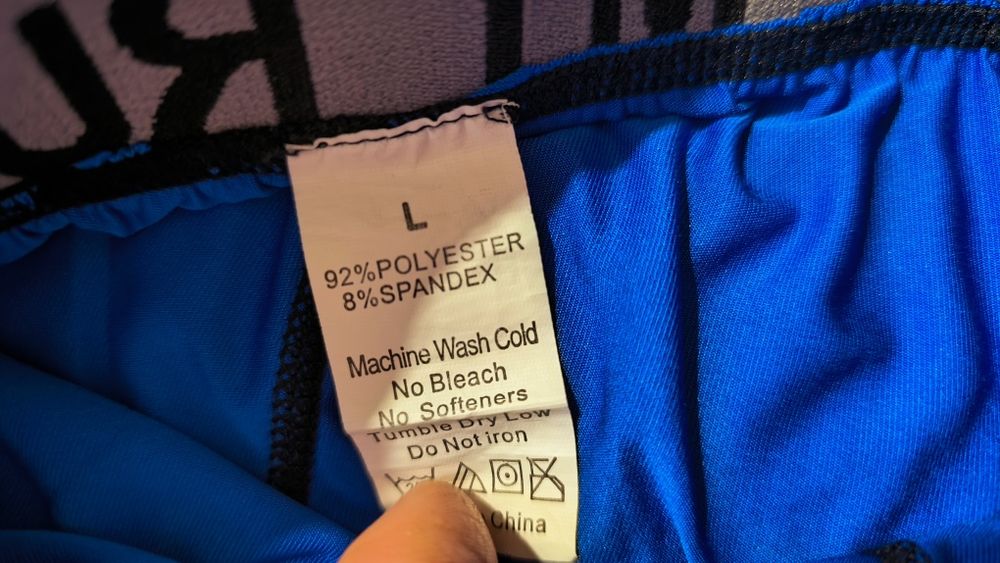 L
92%POLYESTER
8%SPANDEX
Machine Wash Cold
No Bleach
No Softeners
Tumble Dry Low
Do Not iron
China